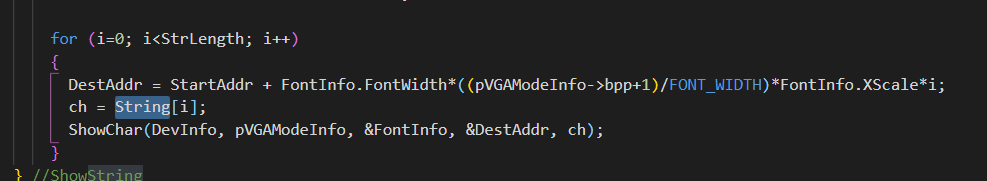 for (i=0; i<StrLength; i++)
{
DestAddr = StartAddr + FontInfo.FontWidth*((pVGAModeInfo->bpp+1)/FONT_WIDTH)*FontInfo.XScale*i;
ch = String[i];
ShowChar(DevInfo, pVGAModeInfo, &FontInfo, &DestAddr, ch);
}
} //ShowString